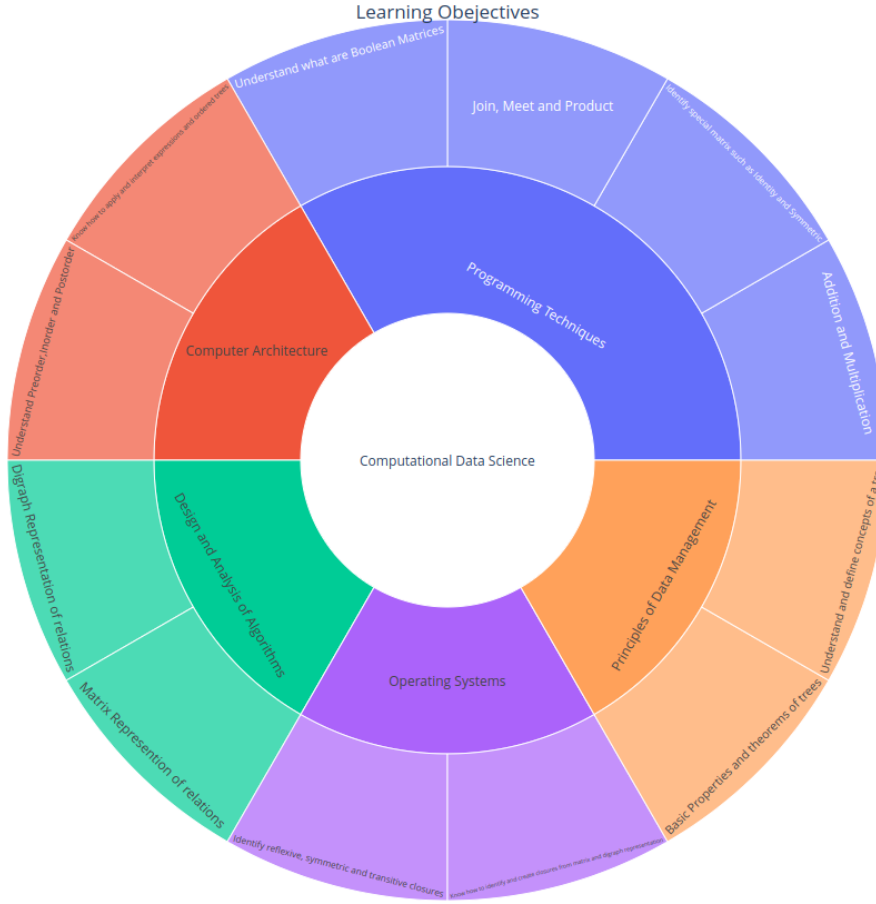 Learning Obejectives
Understand what are Boolean Matrices
Join, Meet and Product
Identify special matrix such as Identity and Symmetric
Addition and Multiplication
Programming Techniques
Know how to apply and interpret expressions and ordered trees
Understand Preorder,Inorder and Postorder
Computer Architecture
Computational Data Science
Digraph Representation of relations
Matrix Represention of relations
Design and Analysis of Algorithms
Operating Systems
Identify reflexive, symmetric and transitive closures
Know how to identify and create closures from matrix and digraph representation
Principles of Data Management
Understand and define concepts of a
Basic Properties and theorems of trees